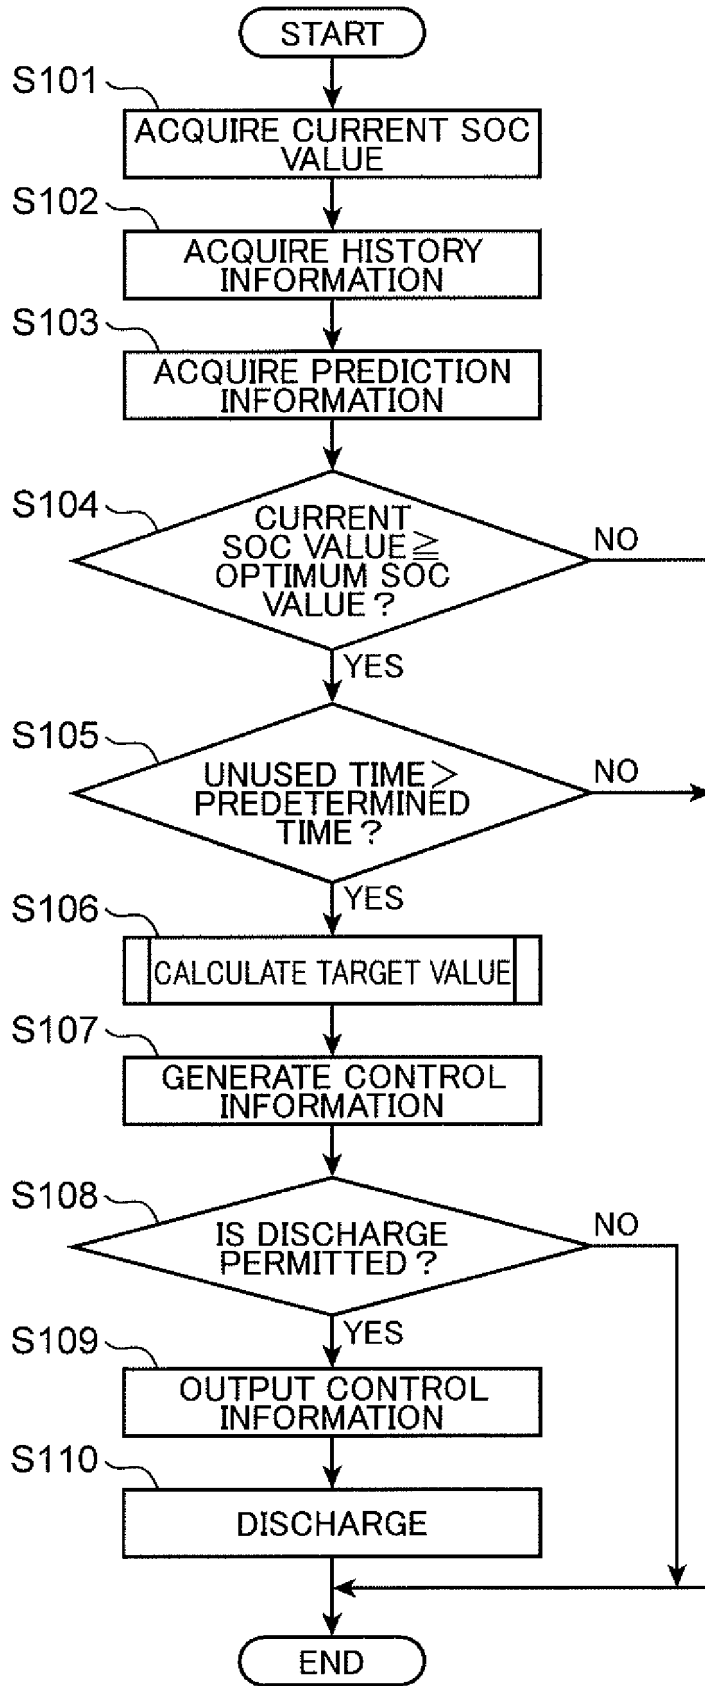 START
S101
ACQUIRE CURRENT SOC
VALUE
S102
ACQUIRE HISTORY
INFORMATION
S103
ACQUIRE PREDICTION
INFORMATION
S104
CURRENT
SOC VALUE≧
OPTIMUM SOC
VALUE?
NO
YES
S105
UNUSED TIME>
PREDETERMINED
TIME?
NO
YES
S106
CALCULATE TARGET VALUE
S107
GENERATE CONTROL
INFORMATION
S108
IS DISCHARGE
PERMITTED?
NO
YES
S109
OUTPUT CONTROL
INFORMATION
S110
DISCHARGE
END